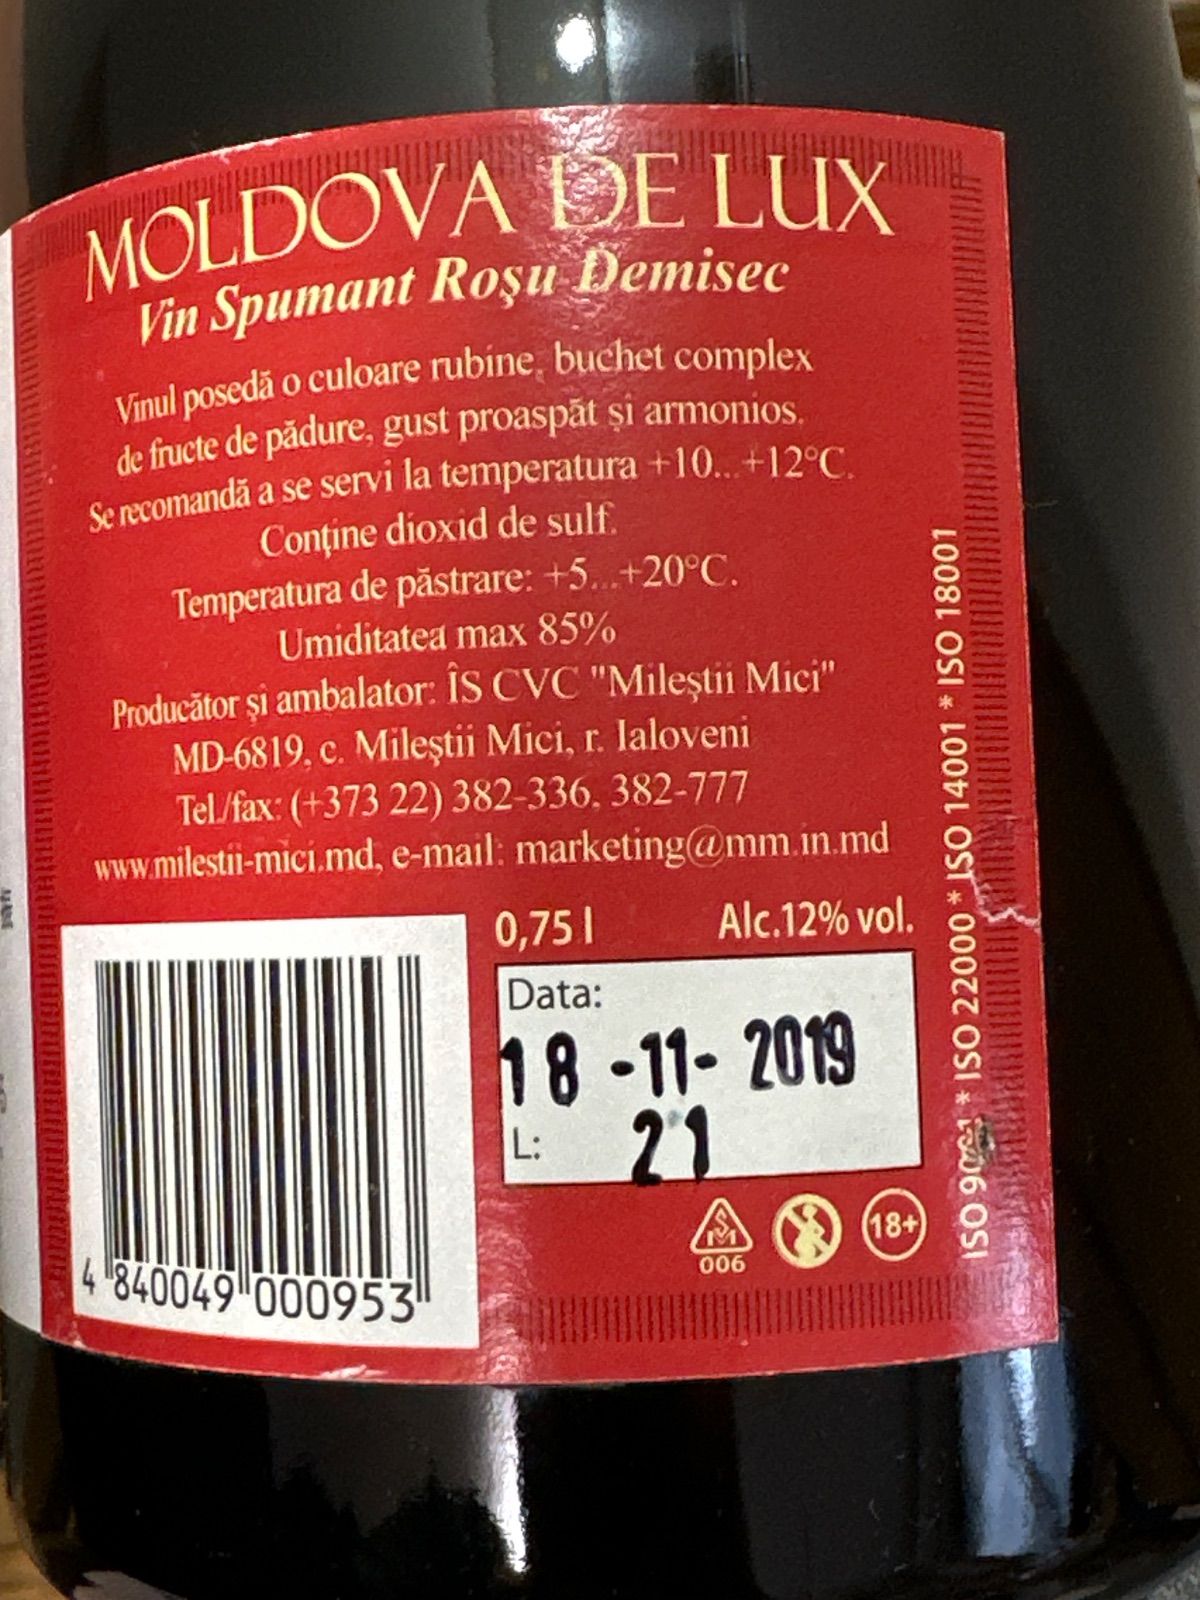 MOLDOVA DE LUX
Vin Spumant Roşu Demisec
Vinul posedă o culoare rubine, buchet complex
de fructe de pădure, gust proaspăt şi armonios.
Se recomandă a se servi la temperatura +10...+12°C.
Conţine dioxid de sulf.
Temperatura de păstrare: +5...+20°C.
Umiditatea max 85%
Producător şi ambalator: ÎS CVC "Mileştii Mici"
MD-6819, c. Mileştii Mici, r. Ialoveni
Tel./fax: (+373 22) 382-336, 382-777
www.milestii-mici.md, e-mail: marketing@mm.in.md
0,75 l Alc.12% vol.
Data:
18 -11- 2019
L: 21
4 840049 000953
SM
006
18+
ISO 9001 * ISO 22000 * ISO 14001 * ISO 18001